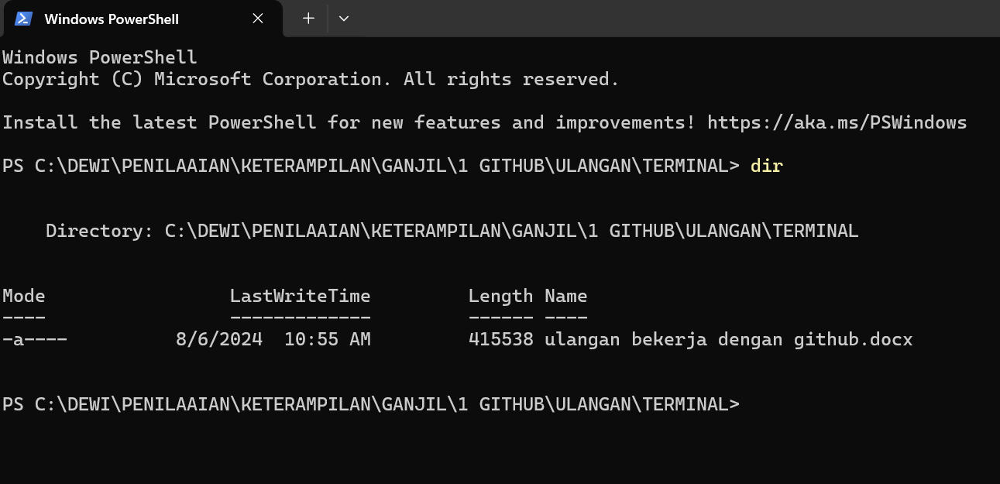 Windows PowerShell
Windows PowerShell
Copyright (C) Microsoft Corporation. All rights reserved.
Install the latest PowerShell for new features and improvements! https://aka.ms/PSWindows
PS C:\DEWI\PENILAAIAN\KETERAMPILAN\GANJIL\1 GITHUB\ULANGAN\TERMINAL> dir
Directory: C:\DEWI\PENILAAIAN\KETERAMPILAN\GANJIL\1 GITHUB\ULANGAN\TERMINAL
Mode                 LastWriteTime         Length Name
----                 -------------         ------ ----
-a----          8/6/2024  10:55 AM         415538 ulangan bekerja dengan github.docx
PS C:\DEWI\PENILAAIAN\KETERAMPILAN\GANJIL\1 GITHUB\ULANGAN\TERMINAL>